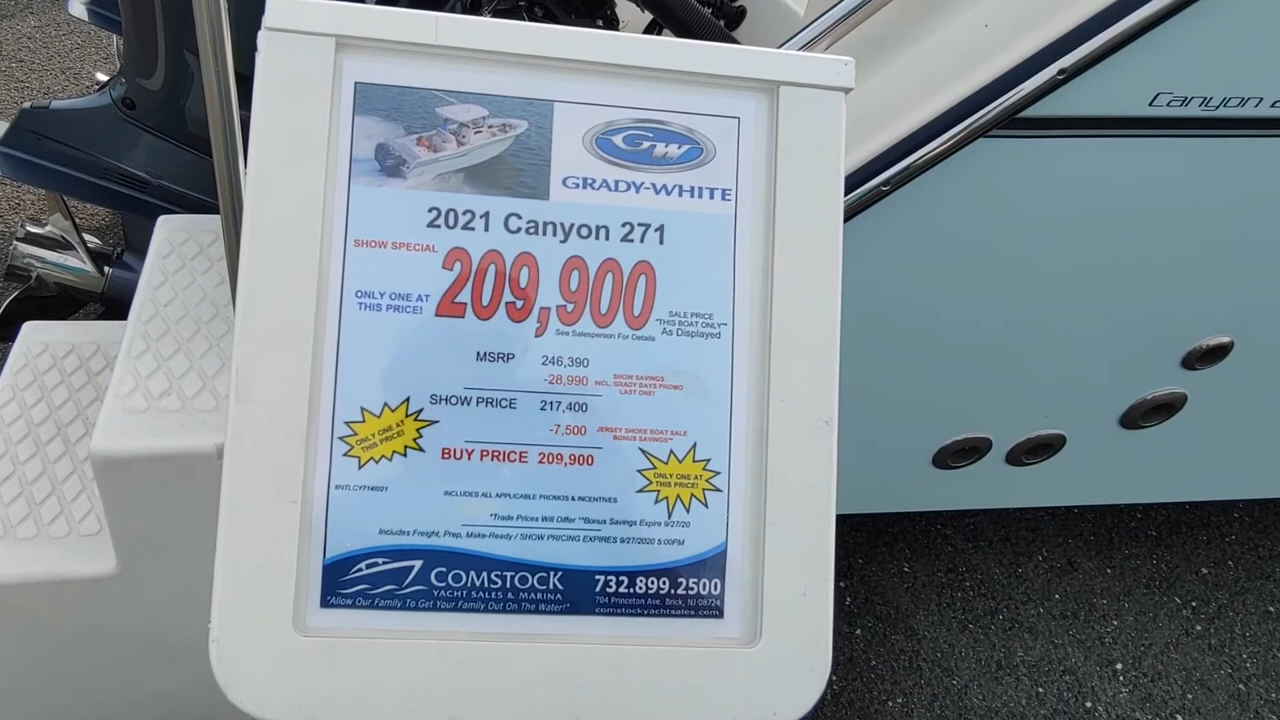 Canyon 2
GW
GRADY-WHITE
2021 Canyon 271
SHOW SPECIAL
209,900
ONLY ONE AT
THIS PRICE!
SALE PRICE
"THIS BOAT ONLY"
As Displayed
See Salesperson For Details
MSRP 246,390
-28,990
SHOW SAVINGS
INCL. GRADY DAYS PROMO
LAST ONE!
SHOW PRICE 217,400
-7,500
JERSEY SHORE BOAT SALE
BONUS SAVINGS**
BUY PRICE 209,900
ONLY ONE AT
THIS PRICE!
ONLY ONE AT
THIS PRICE!
INCLUDES ALL APPLICABLE PROMOS & INCENTIVES
*Trade Prices Will Differ **Bonus Savings Expire 9/27/20
Includes Freight, Prep, Make-Ready / SHOW PRICING EXPIRES 9/27/2020 5:00PM
COMSTOCK
YACHT SALES & MARINA
"Allow Our Family To Get Your Family Out On The Water!"
732.899.2500
704 Princeton Ave. Brick, NJ 08724
comstockyachtsales.com